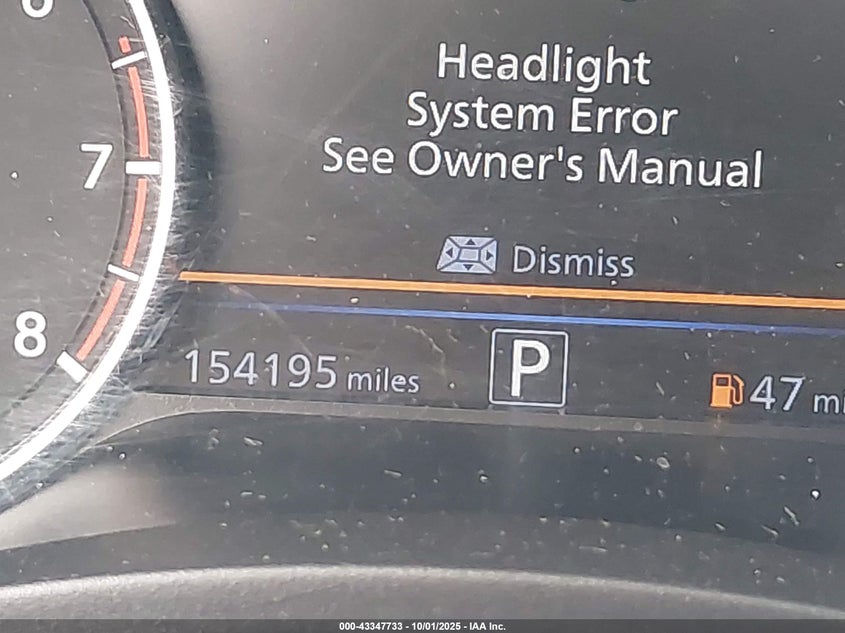 7
8
Headlight
System Error
See Owner's Manual
Dismiss
154195 miles
P
47 mi
000-43347733 - 10/01/2025 - IAA Inc.